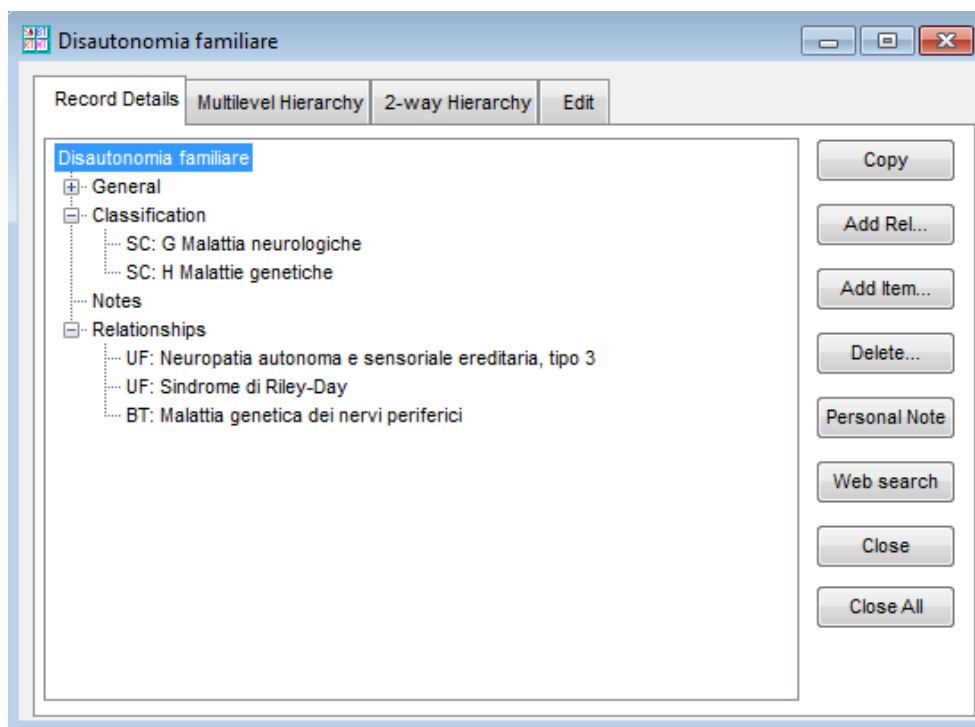 Disautonomia familiare
Record Details
Multilevel Hierarchy
2-way Hierarchy
Edit
Disautonomia familiare
General
Classification
SC: G Malattia neurologiche
SC: H Malattie genetiche
Notes
Relationships
UF: Neuropatia autonoma e sensoriale ereditaria, tipo 3
UF: Sindrome di Riley-Day
BT: Malattia genetica dei nervi periferici
Copy
Add Rel...
Add Item...
Delete...
Personal Note
Web search
Close
Close All